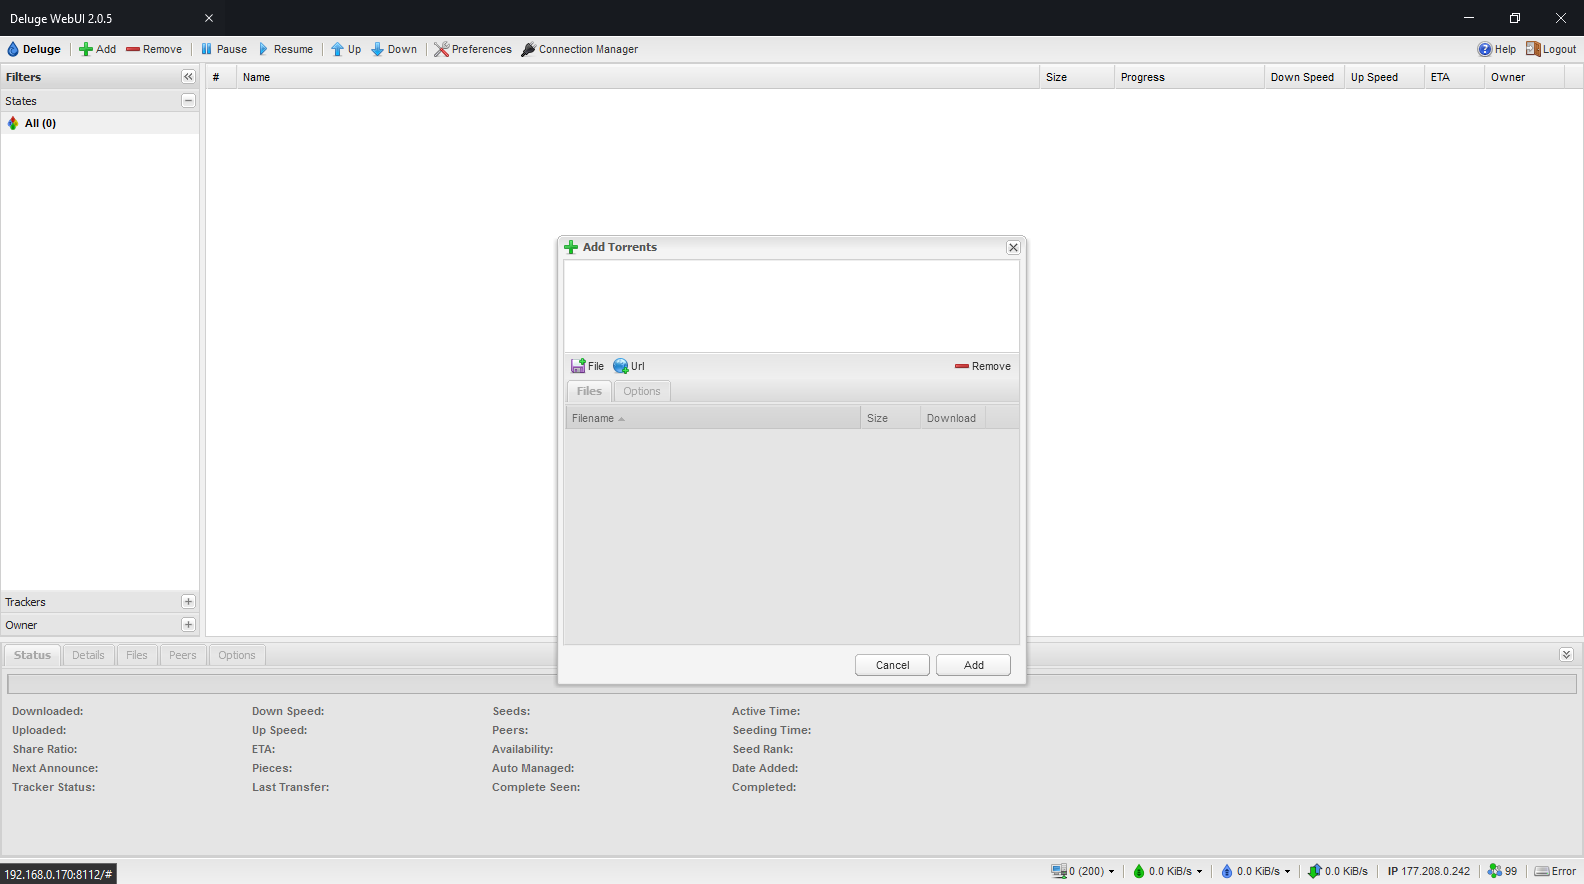 Deluge WebUI 2.0.5
Deluge Add Remove Pause Resume Up Down Preferences Connection Manager Help Logout
Filters
# Name Size Progress Down Speed Up Speed ETA Owner
States
All (0)
Add Torrents
File Url Remove
Files Options
Filename Size Download
Trackers
Owner
Cancel Add
Status Details Files Peers Options
Downloaded: Down Speed: Seeds: Active Time:
Uploaded: Up Speed: Peers: Seeding Time:
Share Ratio: ETA: Availability: Seed Rank:
Next Announce: Pieces: Auto Managed: Date Added:
Tracker Status: Last Transfer: Complete Seen: Completed:
192.168.0.170:8112/# 0 (200) 0.0 KiB/s 0.0 KiB/s 0.0 KiB/s IP 177.208.0.242 99 Error